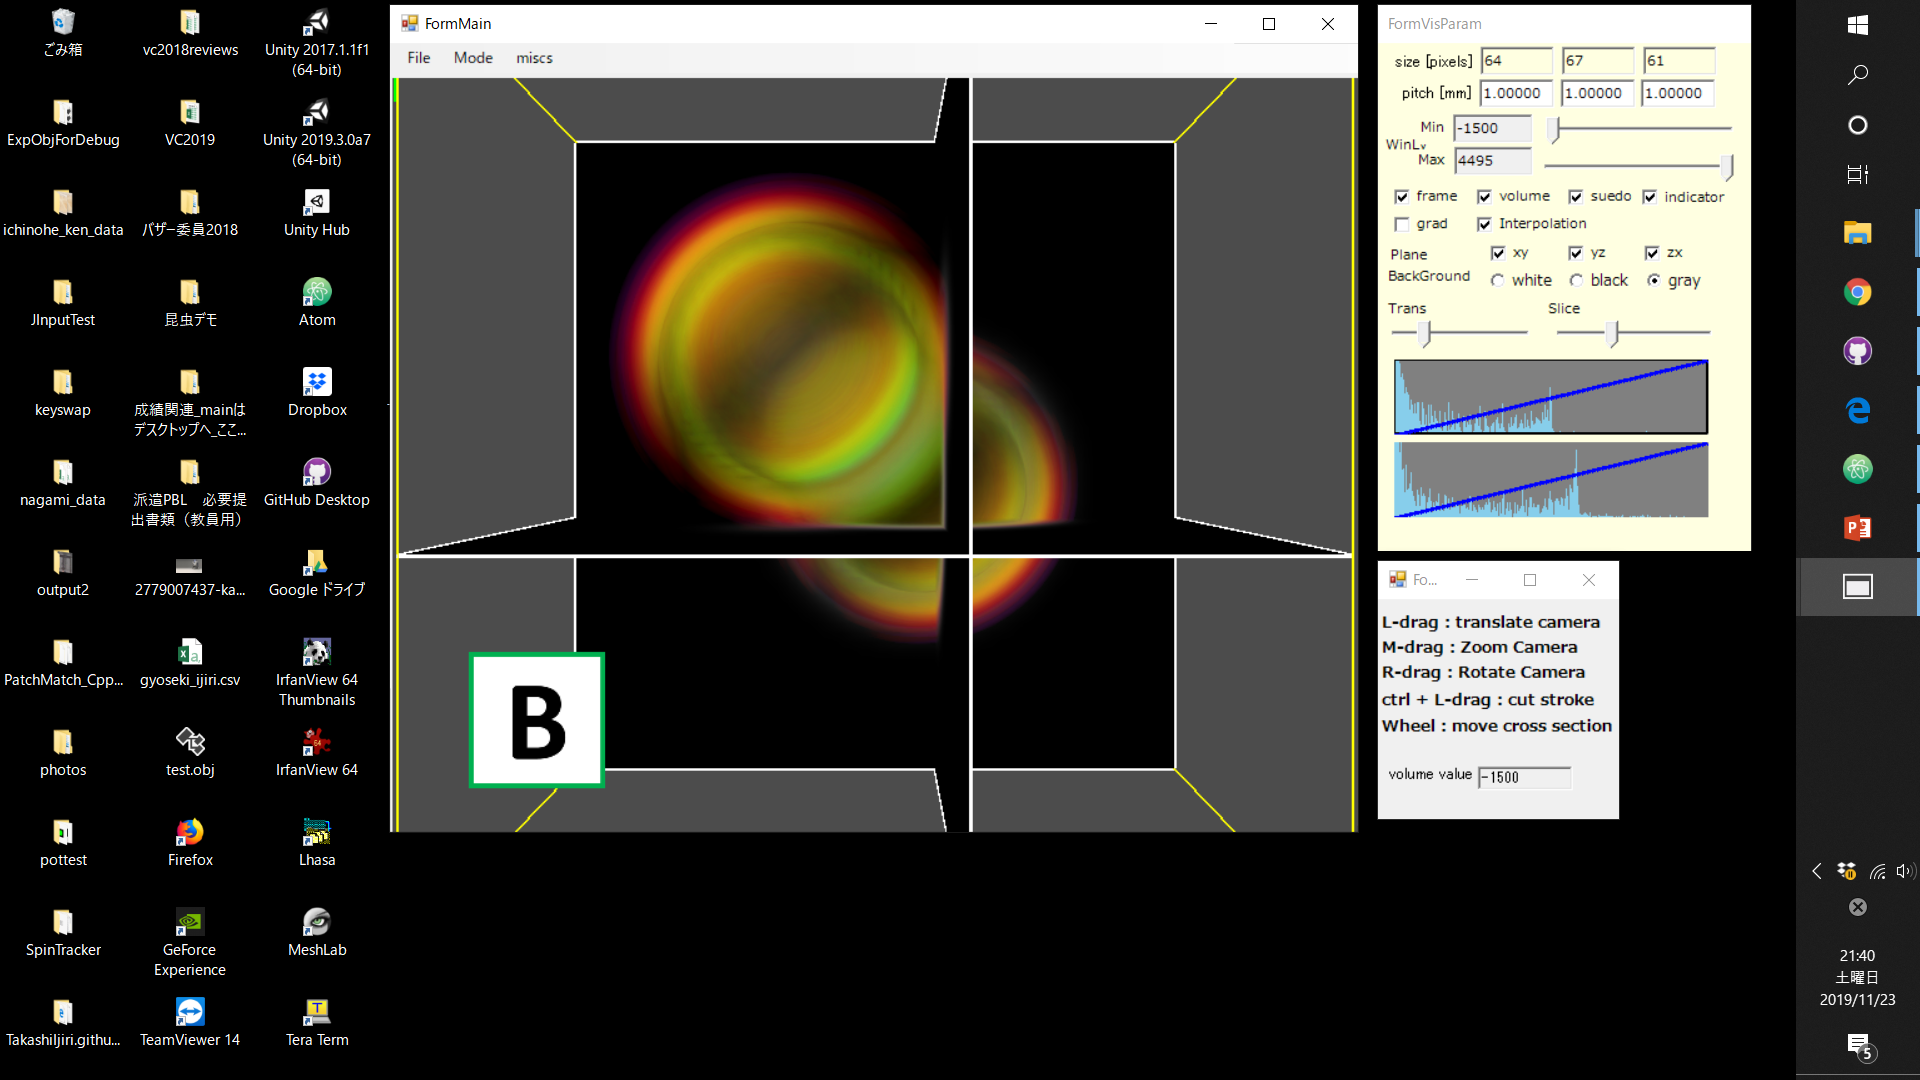 ごみ箱
ExpObjForDebug
ichinohe_ken_data
JInputTest
keyswap
nagami_data
output2
PatchMatch_Cpp...
photos
pottest
SpinTracker
TakashiIjiri.githu...
vc2018reviews
VC2019
バザー委員2018
昆虫デモ
成績関連_mainは
デスクトップへ_ここ...
派遣PBL　必要提
出書類（教員用）
2779007437-ka...
gyoseki_ijiri.csv
test.obj
Firefox
GeForce
Experience
TeamViewer 14
Unity 2017.1.1f1
(64-bit)
Unity 2019.3.0a7
(64-bit)
Unity Hub
Atom
Dropbox
GitHub Desktop
Google ドライブ
IrfanView 64
Thumbnails
IrfanView 64
Lhasa
MeshLab
Tera Term
FormMain
File Mode miscs
B
FormVisParam
size [pixels] 64 67 61
pitch [mm] 1.00000 1.00000 1.00000
Min -1500
WinLv
Max 4495
frame volume suedo indicator
grad Interpolation
Plane xy yz zx
BackGround white black gray
Trans Slice
Fo...
L-drag : translate camera
M-drag : Zoom Camera
R-drag : Rotate Camera
ctrl + L-drag : cut stroke
Wheel : move cross section
volume value -1500
21:40
土曜日
2019/11/23
5